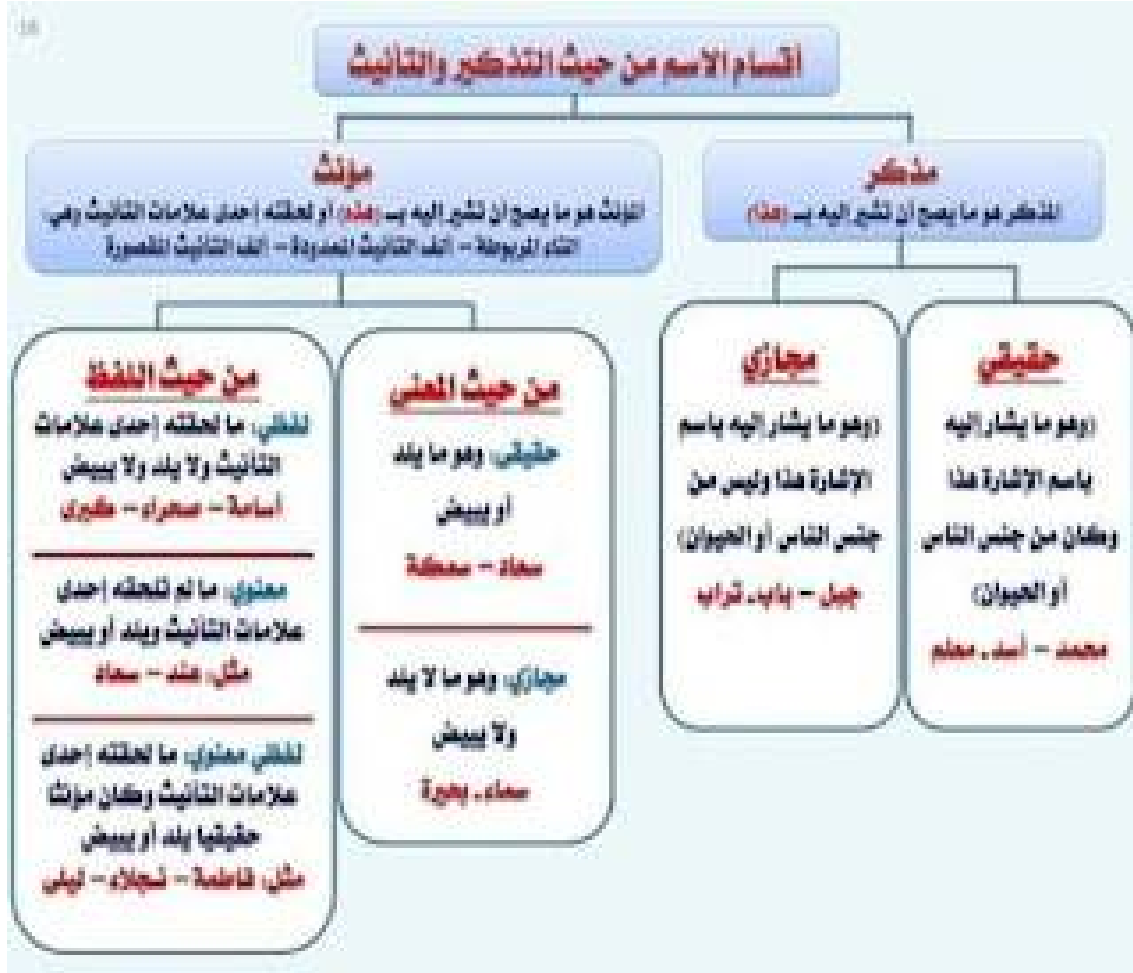 16
أقسام الاسم من حيث التذكير والتأنيث
مذكر
المذكر هو ما يصح أن تشير إليه بـ (هذا)
حقيقي
(وهو ما يشار إليه
باسم الإشارة هذا
وكان من جنس الناس
أو الحيوان)
محمد – أسد. معلم
مجازي
(وهو ما يشار إليه باسم
الإشارة هذا وليس من
جنس الناس أو الحيوان)
جبل – باب. تراب
مؤنث
المؤنث هو ما يصح أن تشير إليه بـ (هذه) أو لحقته إحدى علامات التأنيث وهي:
التاء المربوطة – ألف التأنيث الممدودة – ألف التأنيث المقصورة
من حيث المعنى
حقيقي: وهو ما يلد
أو يبيض
سعاد – سمكة
مجازي: وهو ما لا يلد
ولا يبيض
سماء. بحيرة
من حيث اللفظ
لفظي: ما لحقته إحدى علامات
التأنيث ولا يلد ولا يبيض
أسامة – صحراء – كبرى
معنوي: ما لم تلحقه إحدى
علامات التأنيث ويلد أو يبيض
مثل: هند – سعاد
لفظي معنوي: ما لحقته إحدى
علامات التأنيث وكان مؤنثا
حقيقيا يلد أو يبيض
مثل: فاطمة – نجلاء – ليلى